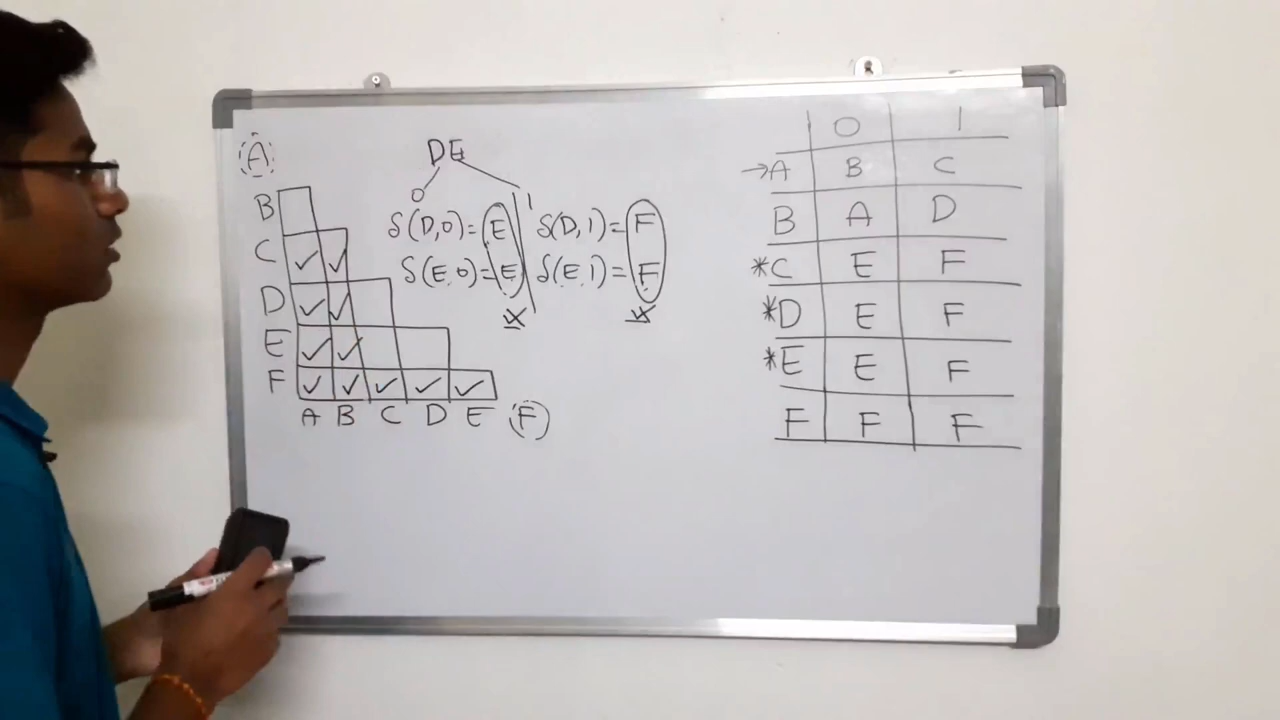 (A)
B
C ✓ ✓
D ✓ ✓
E ✓ ✓
F ✓ ✓ ✓ ✓ ✓
A B C D E (F)
DE
0 1
δ(D,0)=E δ(D,1)=F
δ(E,0)=E δ(E,1)=F
0 1
→A B C
B A D
*C E F
*D E F
*E E F
F F F